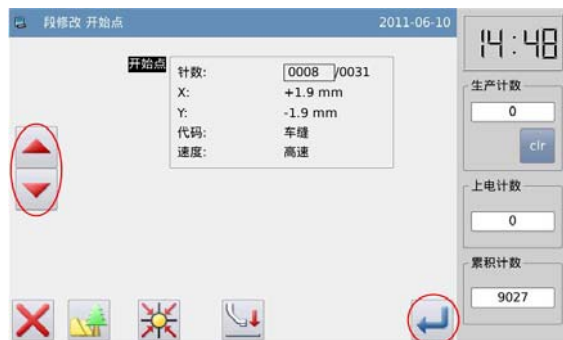 段修改 开始点 2011-06-10
14:48
开始点
针数: 0008 /0031
X: +1.9 mm
Y: -1.9 mm
代码: 车缝
速度: 高速
生产计数
0
clr
上电计数
0
累积计数
9027